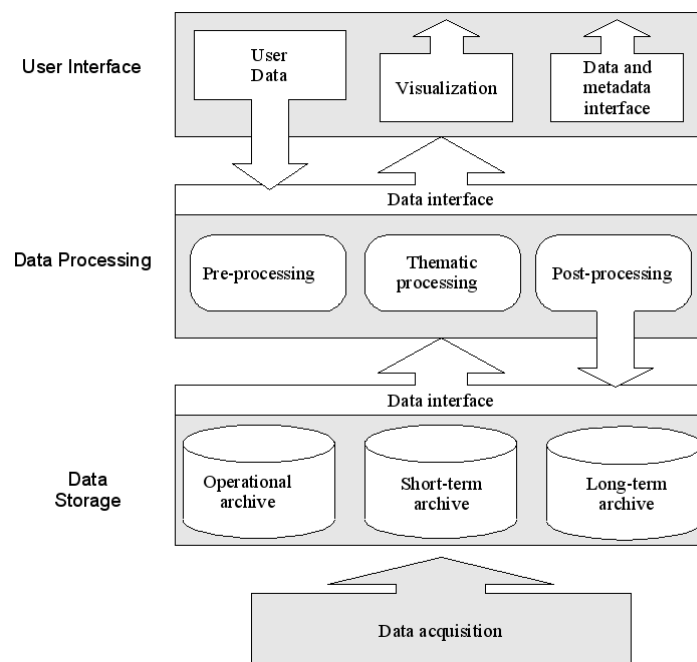 User Interface
User
Data
Visualization
Data and
metadata
interface
Data interface
Data Processing
Pre-processing
Thematic
processing
Post-processing
Data interface
Data
Storage
Operational
archive
Short-term
archive
Long-term
archive
Data acquisition